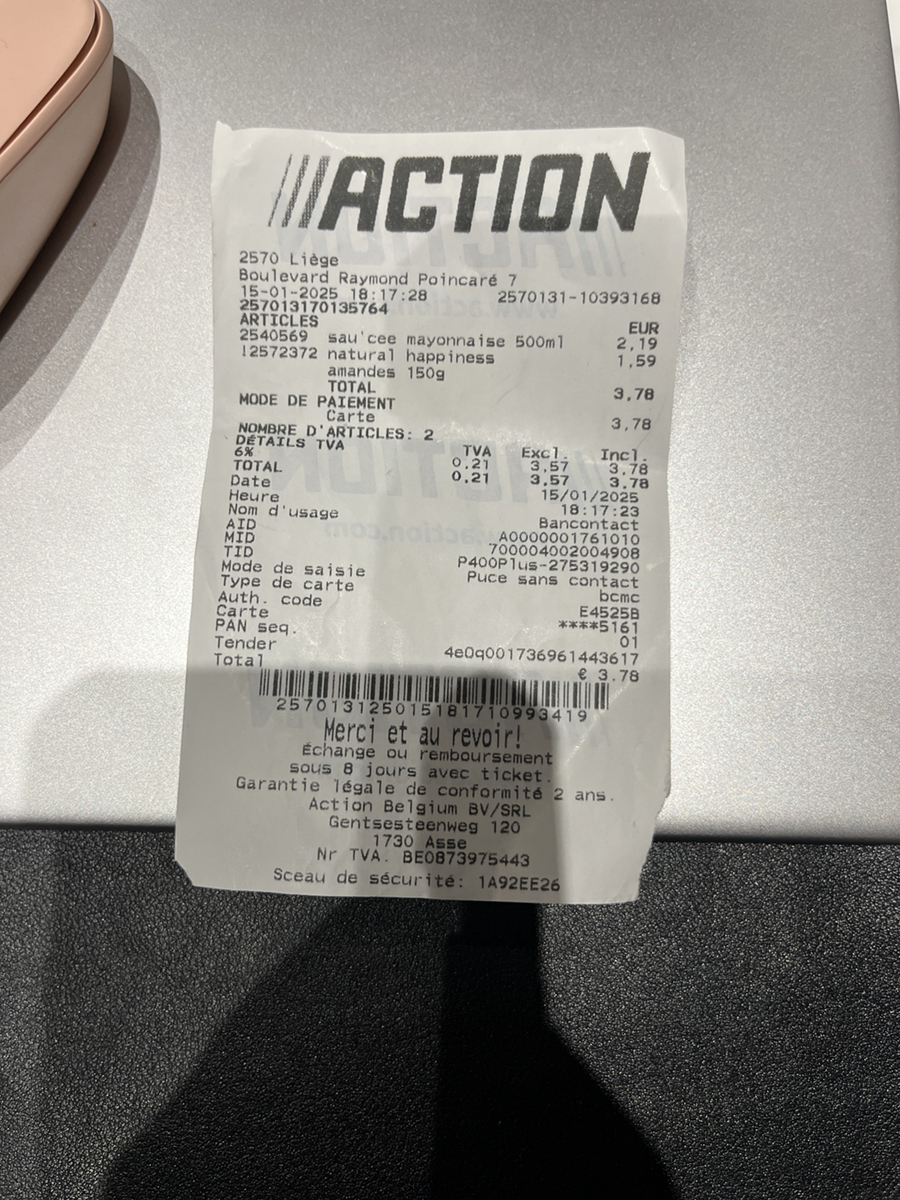 ACTION
2570 Liège
Boulevard Raymond Poincaré 7
15-01-2025 18:17:28 2570131-10393168
257013170135764
ARTICLES EUR
2540569 sau'cee mayonnaise 500ml 2,19
!2572372 natural happiness 1,59
amandes 150g
TOTAL 3,78
MODE DE PAIEMENT
Carte 3,78
NOMBRE D'ARTICLES: 2
DÉTAILS TVA TVA Excl. Incl.
6% 0.21 3,57 3.78
TOTAL 0.21 3,57 3.78
Date 15/01/2025
Heure 18:17:23
Nom d'usage Bancontact
AID A0000001761010
MID 700004002004908
TID P400Plus-275319290
Mode de saisie Puce sans contact
Type de carte bcmc
Auth. code E4525B
Carte ****5161
PAN seq. 01
Tender 4e0q001736961443617
Total € 3.78
257013125015181710993419
Merci et au revoir!
Échange ou remboursement
sous 8 jours avec ticket.
Garantie légale de conformité 2 ans.
Action Belgium BV/SRL
Gentsesteenweg 120
1730 Asse
Nr TVA. BE0873975443
Sceau de sécurité: 1A92EE26